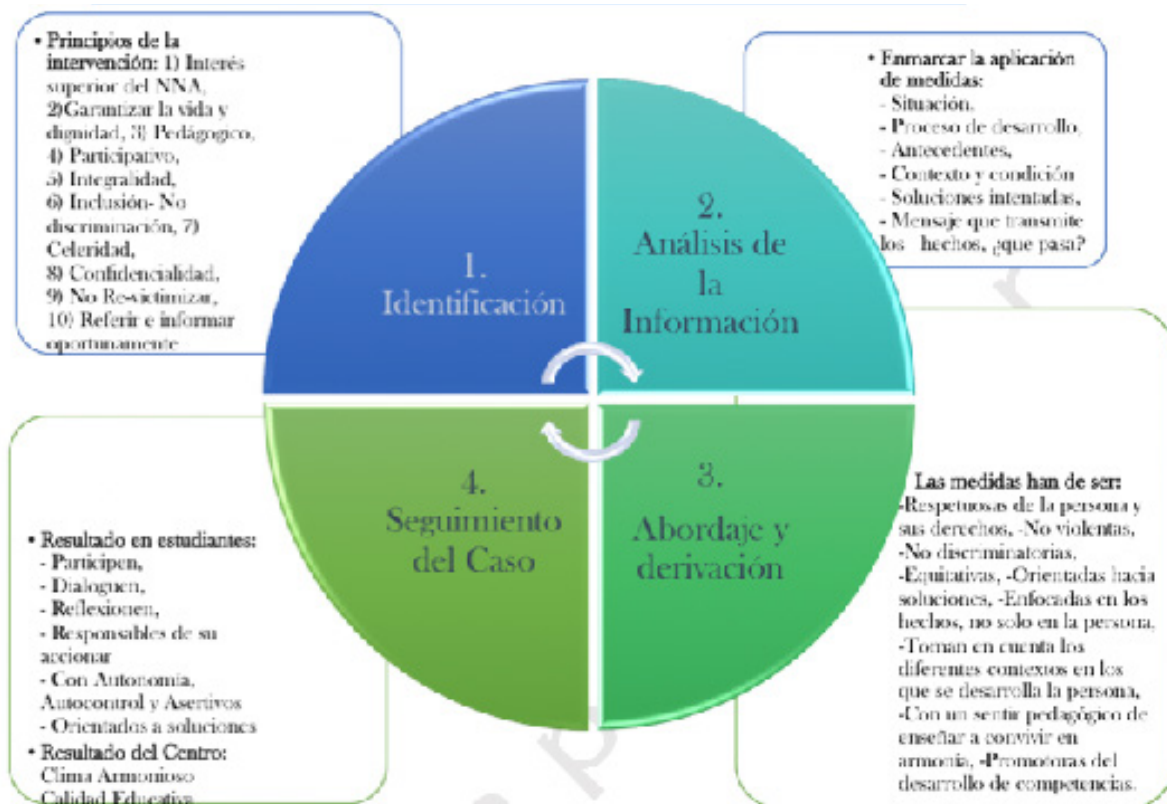 • Principios de la
intervención: 1) Interés
superior del NNA,
2)Garantizar la vida y
dignidad, 3) Pedágogico,
4) Participativo,
5) Integralidad,
6) Inclusión- No
discriminación, 7)
Celeridad,
8) Confidencialidad,
9) No Re-victimizar,
10) Referir e informar
oportunamente
1.
Identificación
• Enmarcar la aplicación
de medidas:
- Situación,
- Proceso de desarrollo,
- Antecedentes,
- Contexto y condición
- Soluciones intentadas,
- Mensaje que transmite
los hechos, ¿que pasa?
2.
Análisis de
la
Información
Las medidas han de ser:
-Respetuosas de la persona y
sus derechos, -No violentas,
-No discriminatorias,
-Equitativas, -Orientadas hacia
soluciones, -Enfocadas en los
hechos, no solo en la persona,
-Toman en cuenta los
diferentes contextos en los
que se desarrolla la persona,
-Con un sentir pedagógico de
enseñar a convivir en
armonía, -Promotoras del
desarrollo de competencias.
3.
Abordaje y
derivación
• Resultado en estudiantes:
- Participen,
- Dialoguen,
- Reflexionen,
- Responsables de su
accionar
- Con Autonomía,
Autocontrol y Asertivos
- Orientados a soluciones
• Resultado del Centro:
Clima Armonioso
Calidad Educativa
4.
Seguimiento
del Caso